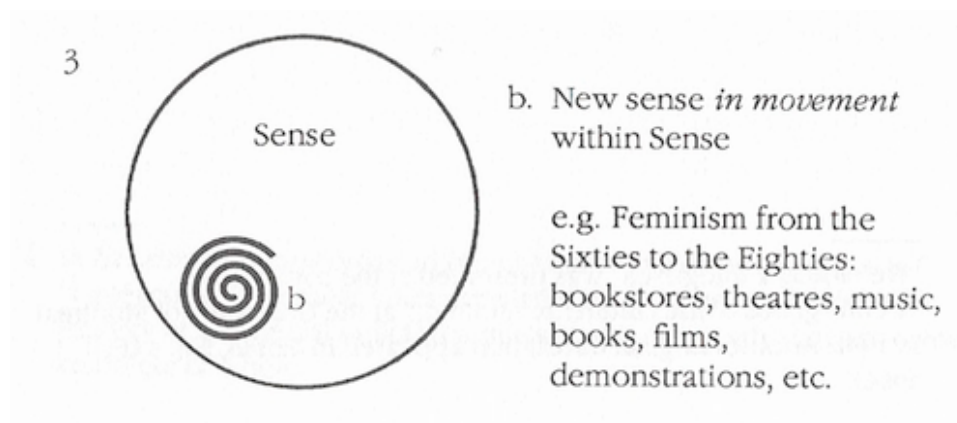 3
Sense
b
b. New sense in movement
within Sense
e.g. Feminism from the
Sixties to the Eighties:
bookstores, theatres, music,
books, films,
demonstrations, etc.